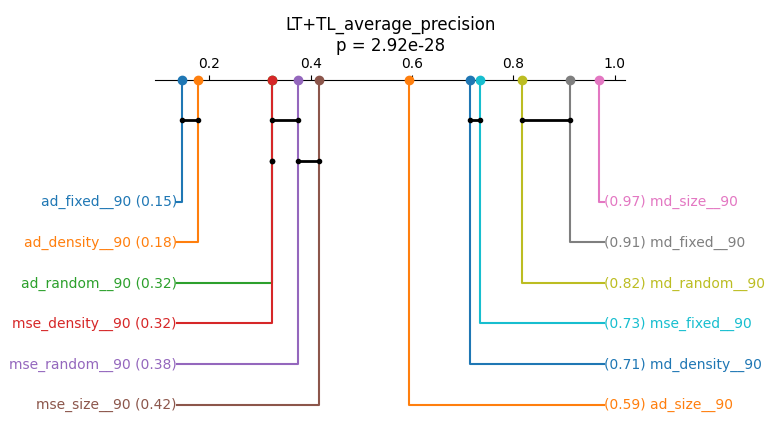 LT+TL_average_precision
p = 2.92e-28
0.2 0.4 0.6 0.8 1.0
ad_fixed__90 (0.15) (0.97) md_size__90
ad_density__90 (0.18) (0.91) md_fixed__90
ad_random__90 (0.32) (0.82) md_random__90
mse_density__90 (0.32) (0.73) mse_fixed__90
mse_random__90 (0.38) (0.71) md_density__90
mse_size__90 (0.42) (0.59) ad_size__90